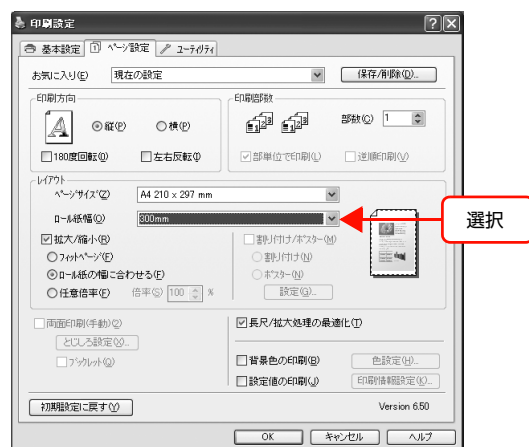 印刷設定
基本設定 ページ設定 ユーティリティ
お気に入り(E) 現在の設定 保存/削除(D)...
印刷方向
縦(P) 横(P)
180度回転(0) 左右反転(I)
印刷部数
部数(C) 1
部単位で印刷(L) 逆順印刷(V)
レイアウト
ページサイズ(Z) A4 210 x 297 mm
ロール紙幅(O) 300mm
選択
拡大/縮小(R)
フィットページ(F)
ロール紙の幅に合わせる(F)
任意倍率(F) 倍率(S) 100 %
割り付け/ポスター(M)
割り付け(N)
ポスター(N)
設定(G)...
両面印刷(手動)(2)
とじしろ設定(W)...
ブックレット(Q)
長尺/拡大処理の最適化(T)
背景色の印刷(B) 色設定(H)...
設定値の印刷(J) 印刷情報設定(K)...
初期設定に戻す(Y) Version 6.50
OK キャンセル ヘルプ